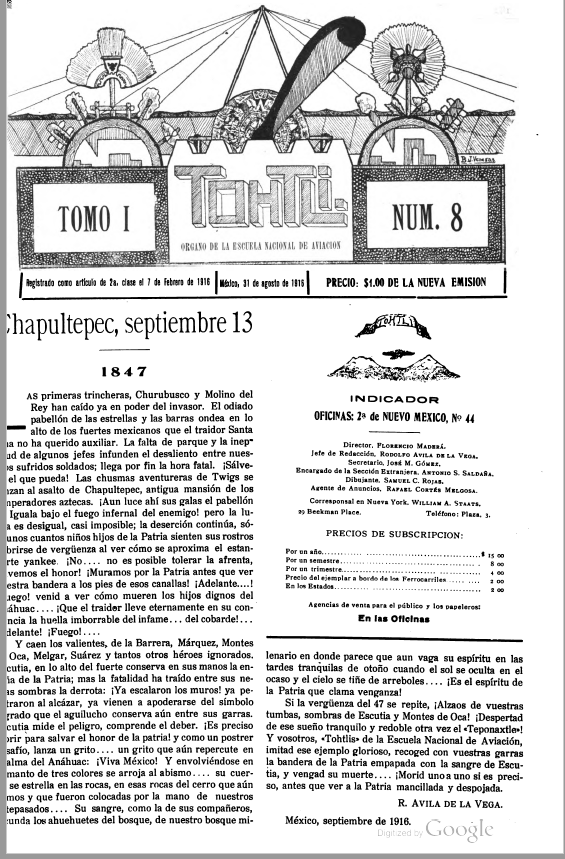 TOHTLI.
ORGANO DE LA ESCUELA NACIONAL DE AVIACION
TOMO I
NUM. 8
Registrado como artículo de 2a. clase el 7 de Febrero de 1916
México, 31 de agosto de 1916
PRECIO: $1.00 DE LA NUEVA EMISION
Chapultepec, septiembre 13
1847
AS primeras trincheras, Churubusco y Molino del
Rey han caído ya en poder del invasor. El odiado
pabellón de las estrellas y las barras ondea en lo
alto de los fuertes mexicanos que el traidor Santa
na no ha querido auxiliar. La falta de parque y la inep-
ud de algunos jefes infunden el desaliento entre nues-
s sufridos soldados; llega por fin la hora fatal. ¡Sálve-
el que pueda! Las chusmas aventureras de Twigs se
zan al asalto de Chapultepec, antigua mansión de los
peradores aztecas. ¡Aun luce ahí sus galas el pabellón
Iguala bajo el fuego infernal del enemigo! pero la lu-
a es desigual, casi imposible; la deserción continúa, só-
unos cuantos niños hijos de la Patria sienten sus rostros
brirse de vergüenza al ver cómo se aproxima el estan-
rte yankee. ¡No.... no es posible tolerar la afrenta,
vemos el honor! ¡Muramos por la Patria antes que ver
estra bandera a los pies de esos canallas! ¡Adelante....!
uego! venid a ver cómo mueren los hijos dignos del
áhuac.... ¡Que el traider lleve eternamente en su con-
ncia la huella imborrable del infame... del cobarde!...
delante! ¡Fuego!....
Y caen los valientes, de la Barrera, Márquez, Montes
Oca, Melgar, Suárez y tantos otros héroes ignorados.
cutia, en lo alto del fuerte conserva en sus manos la en-
ña de la Patria; mas la fatalidad ha traído entre sus ne-
as sombras la derrota: ¡Ya escalaron los muros! ya pe-
traron al alcázar, ya vienen a apoderarse del símbolo
grado que el aguilucho conserva aún entre sus garras.
cutia mide el peligro, comprende el deber. ¡Es preciso
orir para salvar el honor de la patria! y como un postrer
safío, lanza un grito.... un grito que aún repercute en
alma del Anáhuac: ¡Viva México! Y envolviéndose en
manto de tres colores se arroja al abismo.... su cuer-
se estrella en las rocas, en esas rocas del cerro que aún
mos y que fueron colocadas por la mano de nuestros
tepasados.... Su sangre, como la de sus compañeros,
unda los ahuehuetes del bosque, de nuestro bosque mi-
TOHTLI
INDICADOR
OFICINAS: 2ª de NUEVO MEXICO, Nº 44
Director. FLORENCIO MADERÁ.
Jefe de Redacción, RODOLFO AVILA DE LA VEGA.
Secretario, JOSÉ M. GÓMEZ.
Encargado de la Sección Extranjera. ANTONIO S. SALDAÑA.
Dibujante, SAMUEL C. ROJAS.
Agente de Anuncios, RAFAEL CORTÉS MELGOSA.
Corresponsal en Nueva York. WILLIAM A. STAATS.
29 Beekman Place. Teléfono: Plaza. 3.
PRECIOS DE SUBSCRIPCION:
Por un año............ $ 15 00
Por un semestre............ 8 00
Por un trimestre............ 4 00
Precio del ejemplar a bordo de los Ferrocarriles ..... .... 2 00
En los Estados............ 2 00
Agencias de venta para el público y los papeleros:
En las Oficinas
lenario en donde parece que aun vaga su espíritu en las
tardes tranquilas de otoño cuando el sol se oculta en el
ocaso y el cielo se tiñe de arreboles.... ¡Es el espíritu de
la Patria que clama venganza!
Si la vergüenza del 47 se repite, ¡Alzaos de vuestras
tumbas, sombras de Escutia y Montes de Oca! ¡Despertad
de ese sueño tranquílo y redoble otra vez el «Teponaxtle»!
Y vosotros, «Tohtlis» de la Escuela Nacional de Aviación,
imitad ese ejemplo glorioso, recoged con vuestras garras
la bandera de la Patria empapada con la sangre de Escu-
tia, y vengad su muerte.... ¡Morid uno a uno si es preci-
so, antes que ver a la Patria mancillada y despojada.
R. AVILA DE LA VEGA.
México, septiembre de 1916.
Digitized by Google